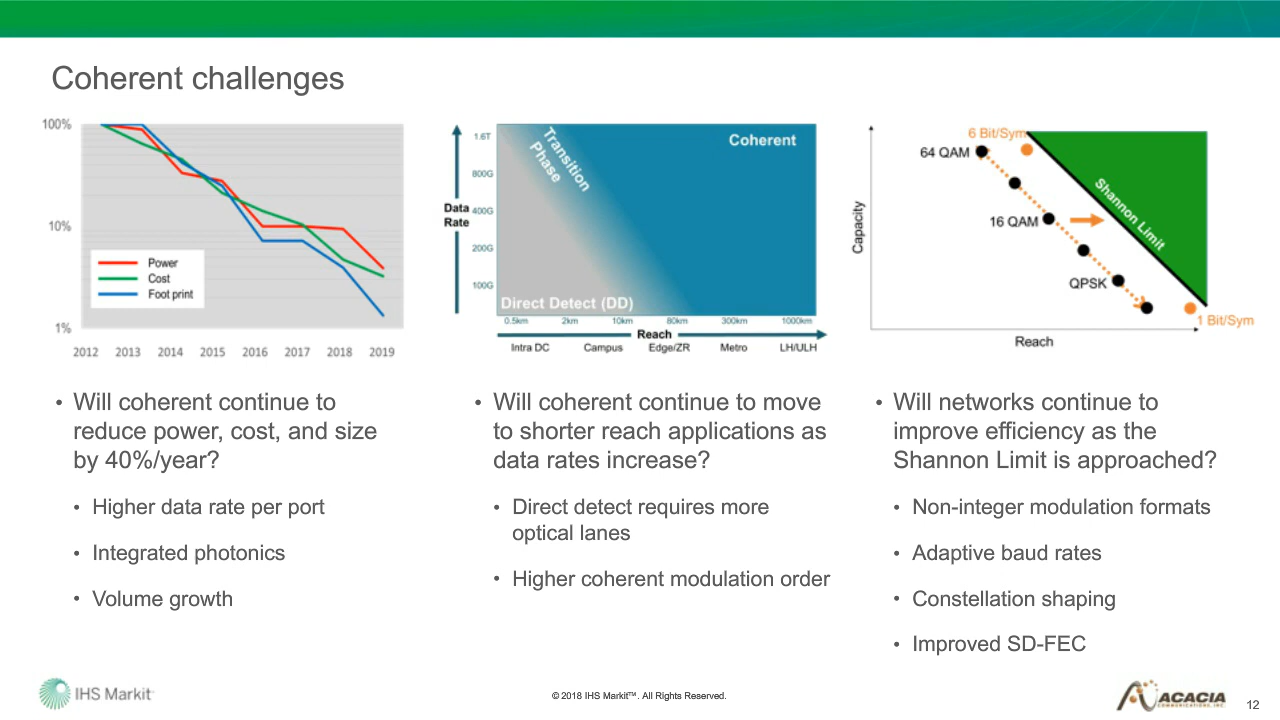 Coherent challenges
100%
10%
1%
Power
Cost
Foot print
2012 2013 2014 2015 2016 2017 2018 2019
Data
Rate
1.6T
800G
400G
200G
100G
Transition
Phase
Coherent
Direct Detect (DD)
0.5km 2km 10km 80km 300km 1000km
Reach
Intra DC Campus Edge/ZR Metro LH/ULH
Capacity
6 Bit/Sym
64 QAM
16 QAM
QPSK
Shannon Limit
1 Bit/Sym
Reach
• Will coherent continue to
reduce power, cost, and size
by 40%/year?
• Higher data rate per port
• Integrated photonics
• Volume growth
• Will coherent continue to move
to shorter reach applications as
data rates increase?
• Direct detect requires more
optical lanes
• Higher coherent modulation order
• Will networks continue to
improve efficiency as the
Shannon Limit is approached?
• Non-integer modulation formats
• Adaptive baud rates
• Constellation shaping
• Improved SD-FEC
IHS Markit™
© 2018 IHS Markit™. All Rights Reserved.
ACACIA
COMMUNICATIONS, INC.
12